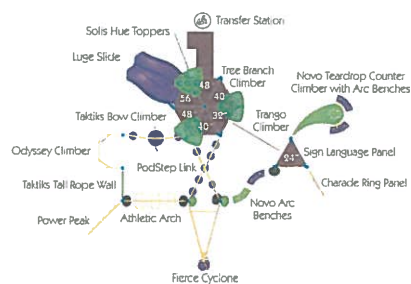 Transfer Station
Solis Hue Toppers
Luge Slide
Tree Branch
Climber
Novo Teardrop Counter
Climber with Arc Benches
48
56
40
48
32"
40
Taktiks Bow Climber
Trango
Climber
Odyssey Climber
24"
Sign Language Panel
PodStep Link
Taktiks Tall Rope Wall
Charade Ring Panel
Power Peak
Athletic Arch
Novo Arc
Benches
Fierce Cyclone